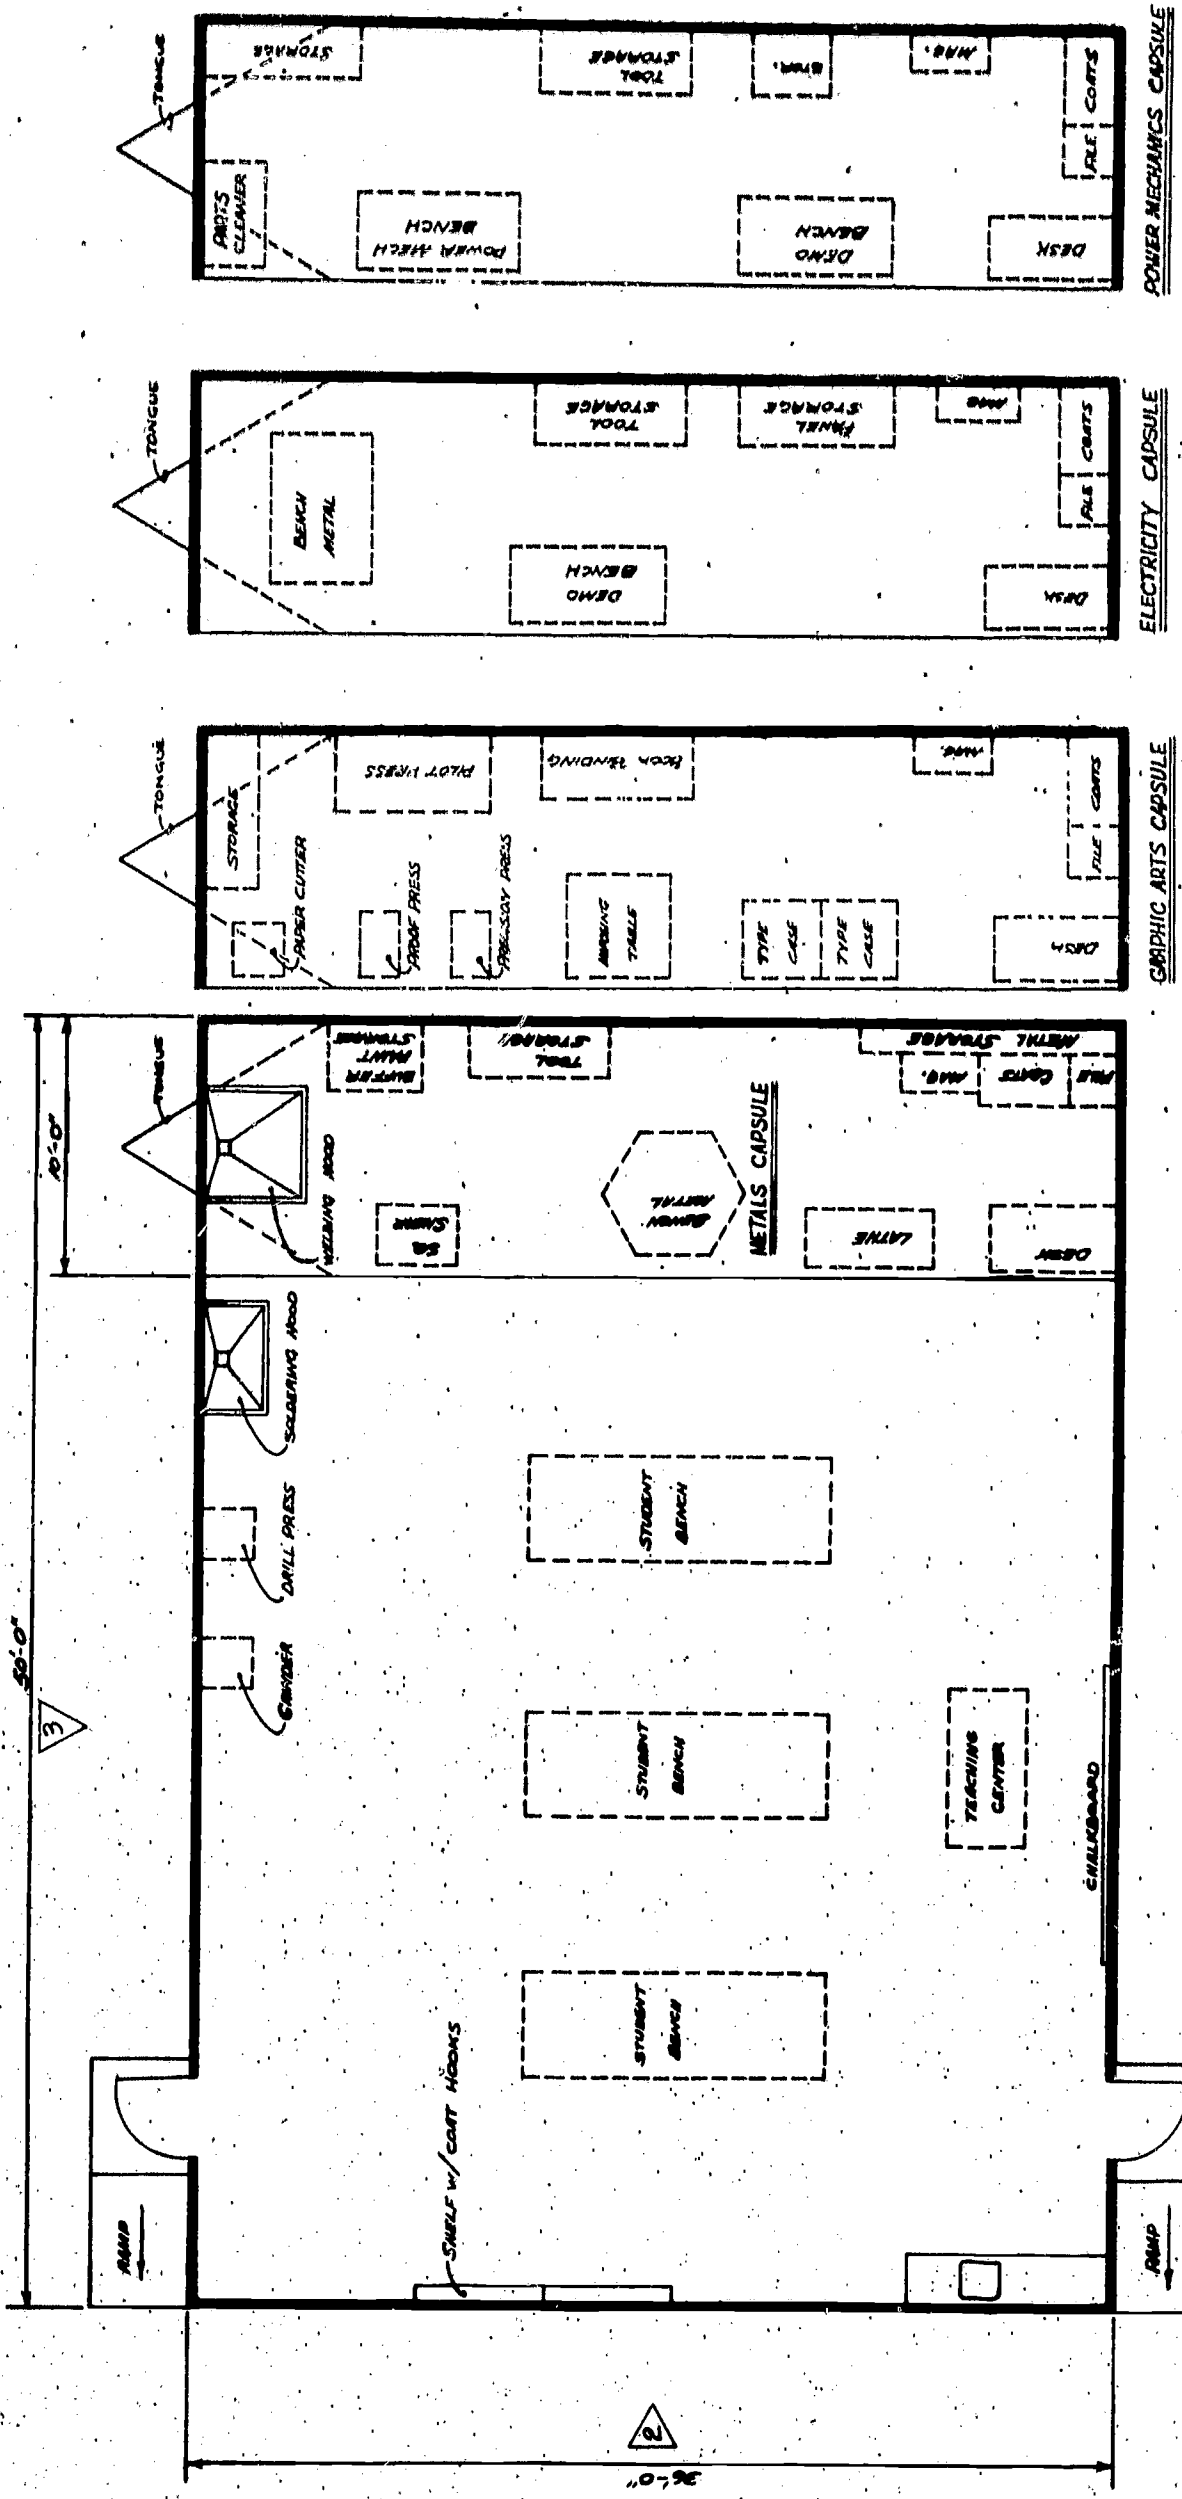 TONGUE
STORAGE
PARTS
CLEANER
TOOL
STORAGE
STOR.
MAG.
COATS
FILE
POWER MECH
BENCH
DEMO
BENCH
DESK
POWER MECHANICS CAPSULE
TONGUE
BENCH
METAL
TOOL
STORAGE
PANEL
STORAGE
MAG
COATS
FILE
DEMO
BENCH
DESK
ELECTRICITY CAPSULE
TONGUE
STORAGE
PAPER CUTTER
PILOT PRESS
PROOF PRESS
BOOK BINDING
TABLE
TYPE
CASE
TYPE
CASE
MAG.
COATS
FILE
DESK
GRAPHIC ARTS CAPSULE
50'-0"
3
10'-0"
TONGUE
WELDING HOOD
BUFFER
PAINT
STORAGE
TOOL
STORAGE
METAL STORAGE
MAG.
COATS
FILE
SQ.
METAL
METALS CAPSULE
LATHE
DESK
SOLDERING HOOD
DRILL PRESS
GRINDER
STUDENT
BENCH
STUDENT
BENCH
STUDENT
BENCH
TEACHING
CENTER
CHALKBOARD
SHELF W/COAT HOOKS
RAMP
RAMP
2
36'-0"